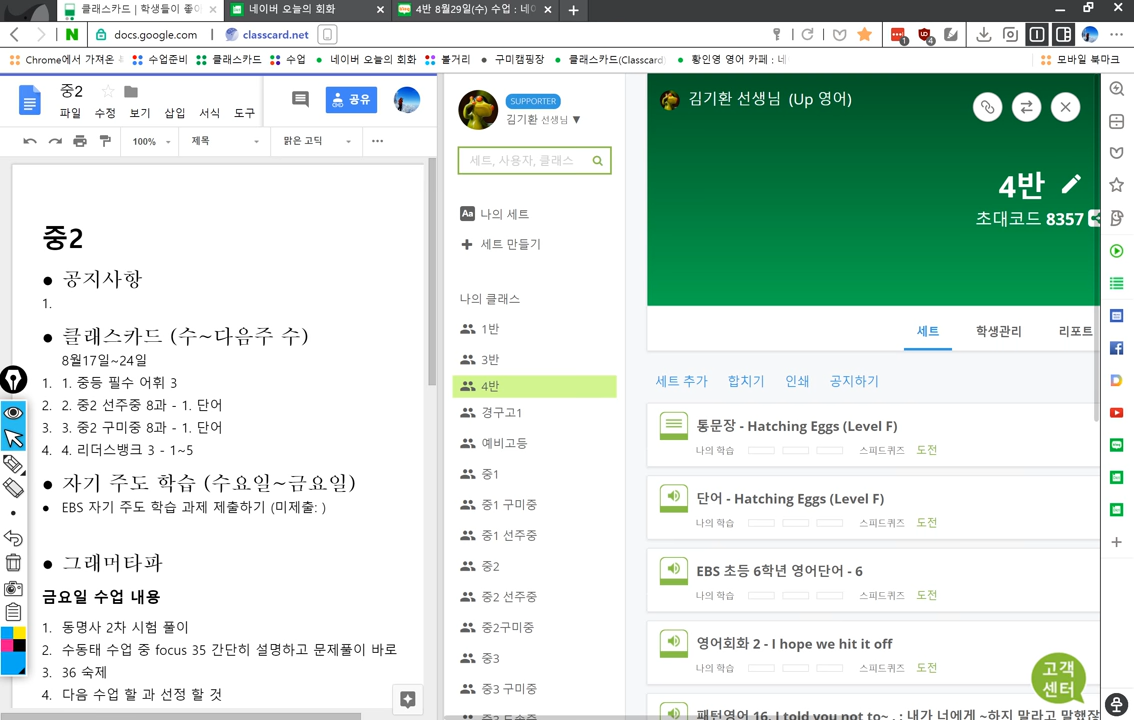 클래스카드 | 학생들이 좋아
네이버 오늘의 회화
4반 8월29일(수) 수업 : 네이
docs.google.com
classcard.net
Chrome에서 가져온
수업준비
클래스카드
수업
네이버 오늘의 회화
볼거리
구미캠핑장
클래스카드(Classcard)
황인영 영어 카페 : 네
모바일 북마크
중2
파일 수정 보기 삽입 서식 도구
공유
100%
제목
맑은 고딕
중2
● 공지사항
1.
● 클래스카드 (수~다음주 수)
8월17일~24일
1. 1. 중등 필수 어휘 3
2. 2. 중2 선주중 8과 - 1. 단어
3. 3. 중2 구미중 8과 - 1. 단어
4. 4. 리더스뱅크 3 - 1~5
● 자기 주도 학습 (수요일~금요일)
● EBS 자기 주도 학습 과제 제출하기 (미제출: )
● 그래머타파
금요일 수업 내용
1. 동명사 2차 시험 풀이
2. 수동태 수업 중 focus 35 간단히 설명하고 문제풀이 바로
3. 36 숙제
4. 다음 수업 할 과 선정 할 것
SUPPORTER
김기환 선생님 ▼
세트, 사용자, 클래스
Aa 나의 세트
+ 세트 만들기
나의 클래스
1반
3반
4반
경구고1
예비고등
중1
중1 구미중
중1 선주중
중2
중2 선주중
중2구미중
중3
중3 구미중
김기환 선생님 (Up 영어)
4반
초대코드 8357
세트
학생관리
리포트
세트 추가 합치기 인쇄 공지하기
통문장 - Hatching Eggs (Level F)
나의 학습 스피드퀴즈 도전
단어 - Hatching Eggs (Level F)
나의 학습 스피드퀴즈 도전
EBS 초등 6학년 영어단어 - 6
나의 학습 스피드퀴즈 도전
영어회화 2 - I hope we hit it off
나의 학습 스피드퀴즈 도전
패턴영어 16. I told you not to~ . : 내가 너에게 ~하지 말라고 말했잖
고객
센터